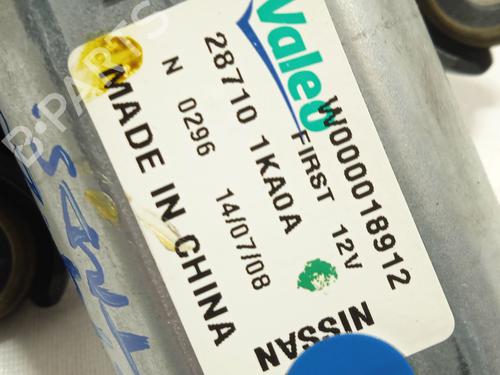 Valeo
W000018912
FIRST 12V
28710 1KA0A
N 0296 14/07/08
MADE IN CHINA
NISSAN
B-PARTS